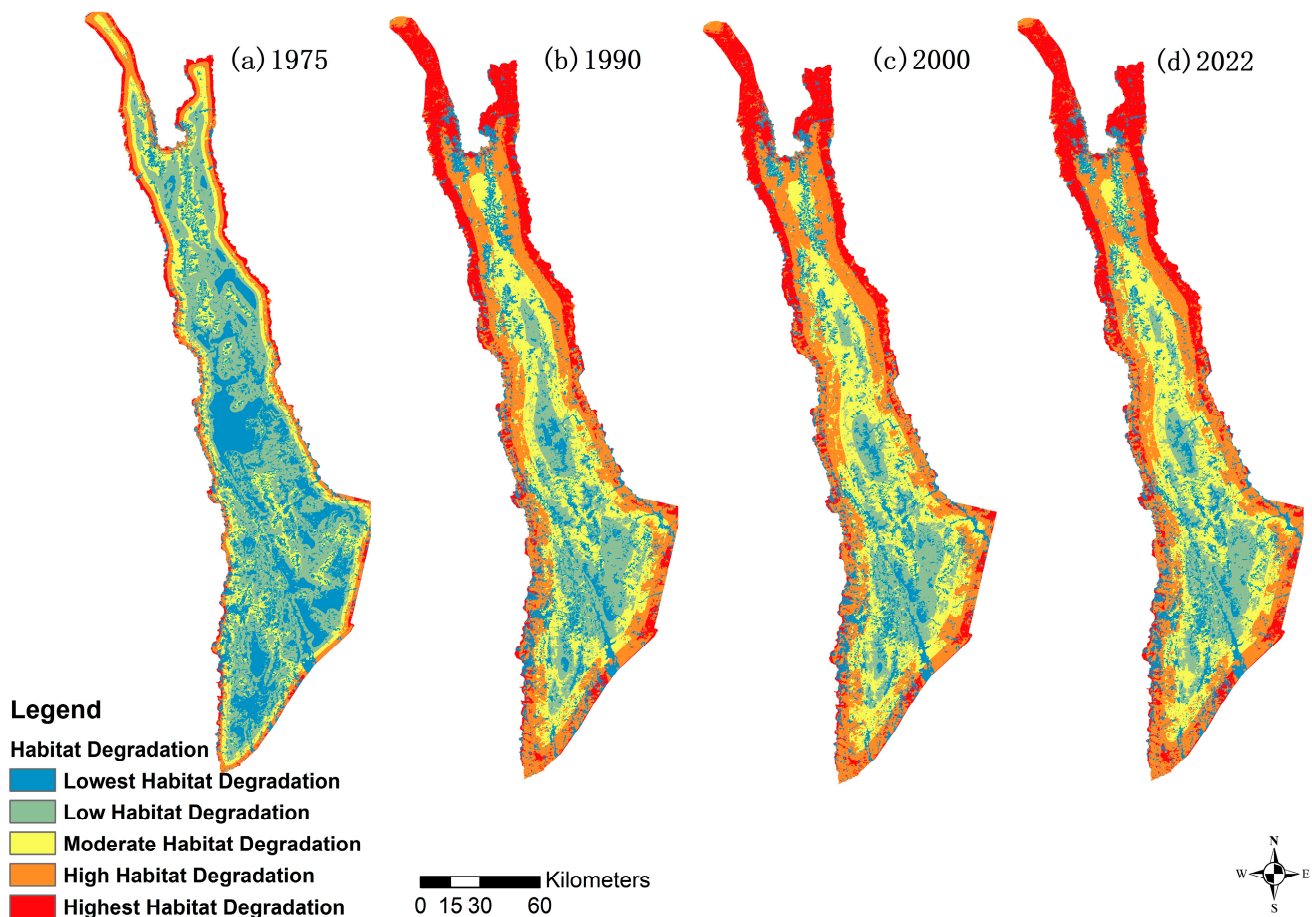 (a) 1975
(b) 1990
(c) 2000
(d) 2022
Legend
Habitat Degradation
Lowest Habitat Degradation
Low Habitat Degradation
Moderate Habitat Degradation
High Habitat Degradation
Highest Habitat Degradation
Kilometers
0 15 30 60
N
W E
S